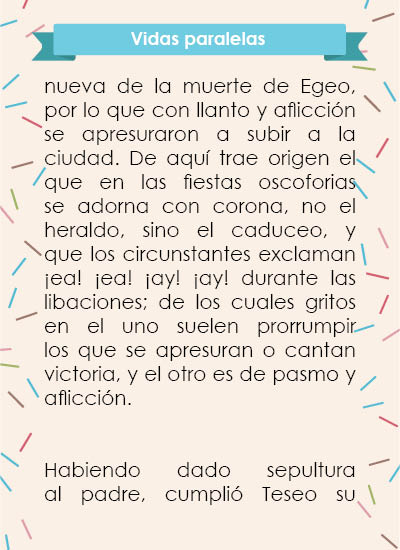 Vidas paralelas
nueva de la muerte de Egeo,
por lo que con llanto y aflicción
se apresuraron a subir a la
ciudad. De aquí trae origen el
que en las fiestas oscoforias
se adorna con corona, no el
heraldo, sino el caduceo, y
que los circunstantes exclaman
¡ea! ¡ea! ¡ay! ¡ay! durante las
libaciones; de los cuales gritos
en el uno suelen prorrumpir
los que se apresuran o cantan
victoria, y el otro es de pasmo y
aflicción.
Habiendo dado sepultura
al padre, cumplió Teseo su